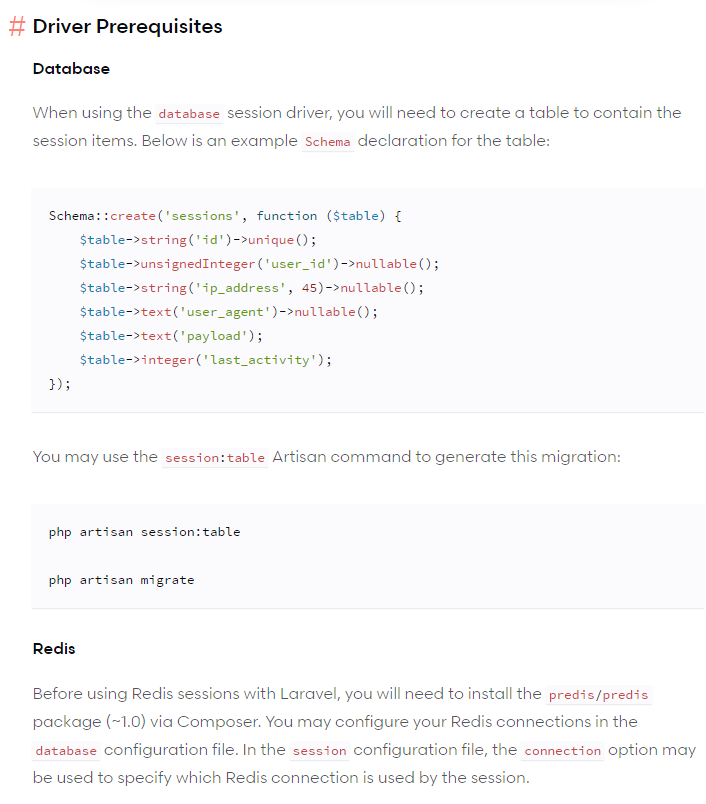 # Driver Prerequisites
Database
When using the database session driver, you will need to create a table to contain the
session items. Below is an example Schema declaration for the table:
Schema::create('sessions', function ($table) {
    $table->string('id')->unique();
    $table->unsignedInteger('user_id')->nullable();
    $table->string('ip_address', 45)->nullable();
    $table->text('user_agent')->nullable();
    $table->text('payload');
    $table->integer('last_activity');
});
You may use the session:table Artisan command to generate this migration:
php artisan session:table
php artisan migrate
Redis
Before using Redis sessions with Laravel, you will need to install the predis/predis
package (~1.0) via Composer. You may configure your Redis connections in the
database configuration file. In the session configuration file, the connection option may
be used to specify which Redis connection is used by the session.